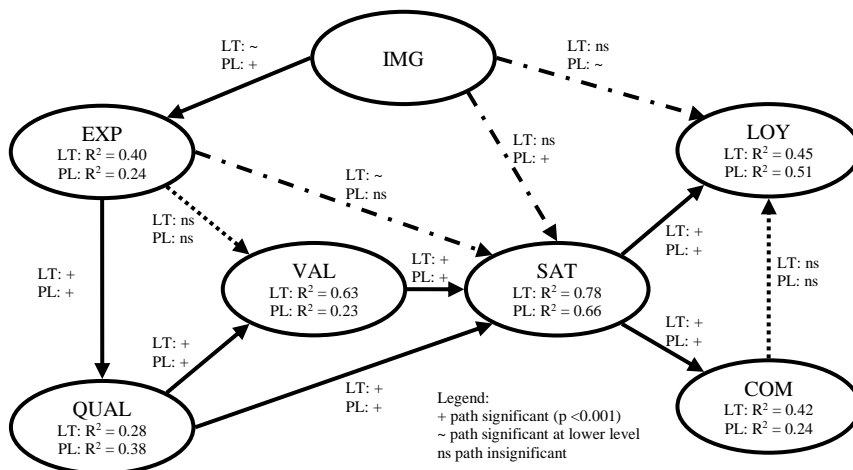 IMG
LT: ~
PL: +
LT: ns
PL: ~
EXP
LT: R² = 0.40
PL: R² = 0.24
LOY
LT: R² = 0.45
PL: R² = 0.51
LT: ns
PL: +
LT: ~
PL: ns
LT: ns
PL: ns
LT: +
PL: +
VAL
LT: R² = 0.63
PL: R² = 0.23
LT: +
PL: +
SAT
LT: R² = 0.78
PL: R² = 0.66
LT: +
PL: +
LT: ns
PL: ns
LT: +
PL: +
LT: +
PL: +
LT: +
PL: +
QUAL
LT: R² = 0.28
PL: R² = 0.38
COM
LT: R² = 0.42
PL: R² = 0.24
Legend:
+ path significant (p <0.001)
~ path significant at lower level
ns path insignificant